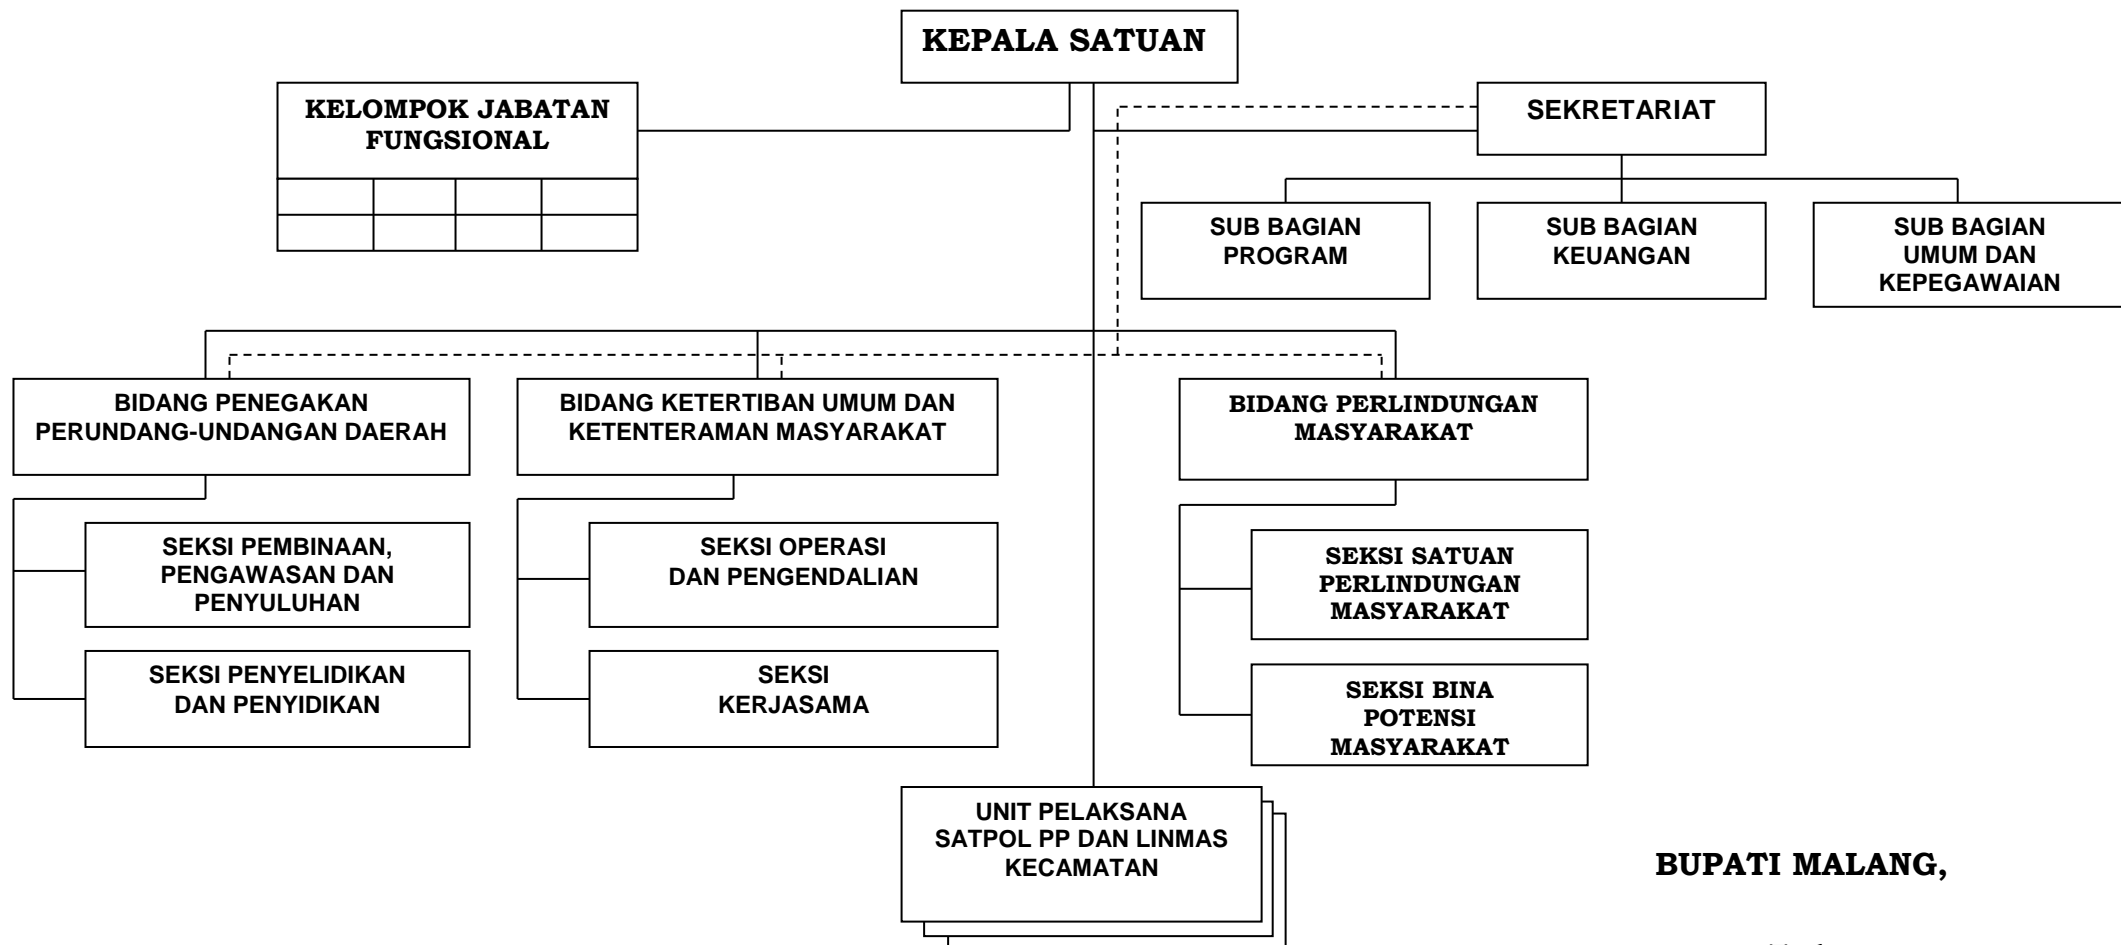 KEPALA SATUAN
KELOMPOK JABATAN
FUNGSIONAL
SEKRETARIAT
SUB BAGIAN
PROGRAM
SUB BAGIAN
KEUANGAN
SUB BAGIAN
UMUM DAN
KEPEGAWAIAN
BIDANG PENEGAKAN
PERUNDANG-UNDANGAN DAERAH
BIDANG KETERTIBAN UMUM DAN
KETENTERAMAN MASYARAKAT
BIDANG PERLINDUNGAN
MASYARAKAT
SEKSI PEMBINAAN,
PENGAWASAN DAN
PENYULUHAN
SEKSI OPERASI
DAN PENGENDALIAN
SEKSI SATUAN
PERLINDUNGAN
MASYARAKAT
SEKSI PENYELIDIKAN
DAN PENYIDIKAN
SEKSI
KERJASAMA
SEKSI BINA
POTENSI
MASYARAKAT
UNIT PELAKSANA
SATPOL PP DAN LINMAS
KECAMATAN
BUPATI MALANG,